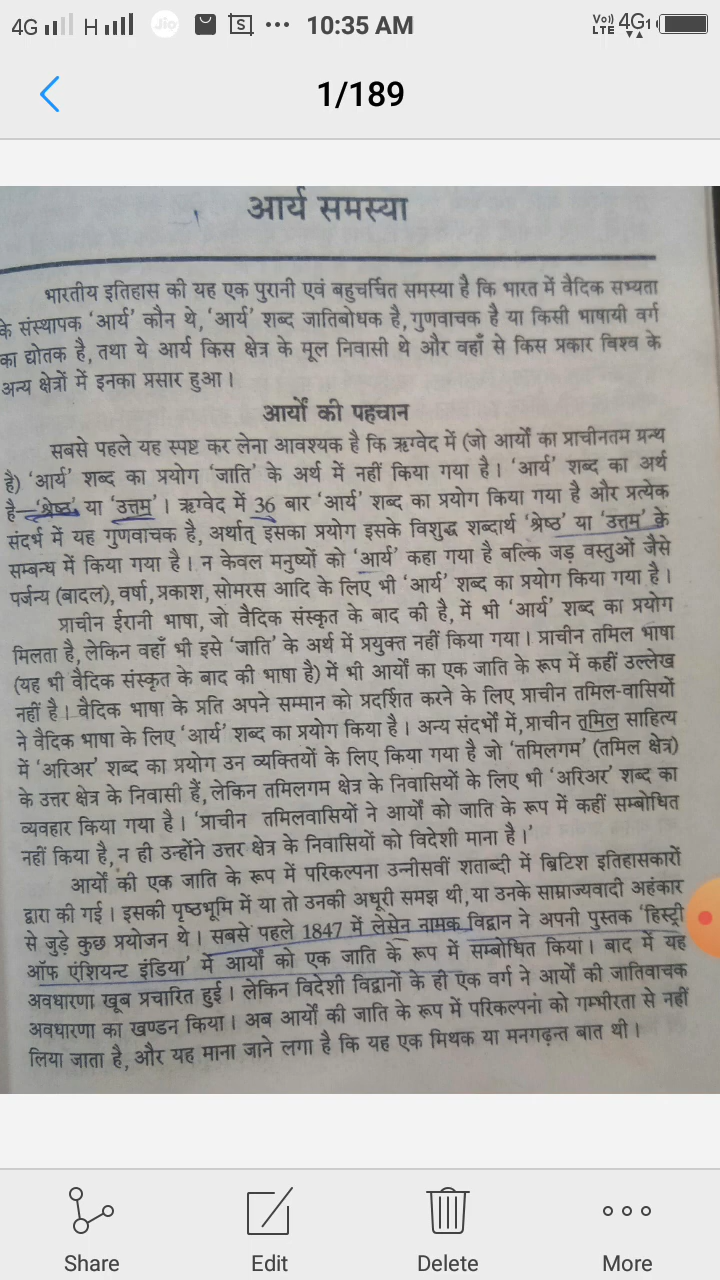 4G H Jio S ••• 10:35 AM Vo)) LTE 4G1
1/189
आर्य समस्या
भारतीय इतिहास की यह एक पुरानी एवं बहुचर्चित समस्या है कि भारत में वैदिक सभ्यता
के संस्थापक ‘आर्य’ कौन थे, ‘आर्य’ शब्द जातिबोधक है, गुणवाचक है या किसी भाषायी वर्ग
का द्योतक है, तथा ये आर्य किस क्षेत्र के मूल निवासी थे और वहाँ से किस प्रकार विश्व के
अन्य क्षेत्रों में इनका प्रसार हुआ।
आर्यों की पहचान
सबसे पहले यह स्पष्ट कर लेना आवश्यक है कि ऋग्वेद में (जो आर्यों का प्राचीनतम ग्रन्थ
है) ‘आर्य’ शब्द का प्रयोग ‘जाति’ के अर्थ में नहीं किया गया है। ‘आर्य’ शब्द का अर्थ
है—‘श्रेष्ठ’ या ‘उत्तम’। ऋग्वेद में 36 बार ‘आर्य’ शब्द का प्रयोग किया गया है और प्रत्येक
संदर्भ में यह गुणवाचक है, अर्थात् इसका प्रयोग इसके विशुद्ध शब्दार्थ ‘श्रेष्ठ’ या ‘उत्तम’ के
सम्बन्ध में किया गया है। न केवल मनुष्यों को ‘आर्य’ कहा गया है बल्कि जड़ वस्तुओं जैसे
पर्जन्य (बादल), वर्षा, प्रकाश, सोमरस आदि के लिए भी ‘आर्य’ शब्द का प्रयोग किया गया है।
प्राचीन ईरानी भाषा, जो वैदिक संस्कृत के बाद की है, में भी ‘आर्य’ शब्द का प्रयोग
मिलता है, लेकिन वहाँ भी इसे ‘जाति’ के अर्थ में प्रयुक्त नहीं किया गया। प्राचीन तमिल भाषा
(यह भी वैदिक संस्कृत के बाद की भाषा है) में भी आर्यों का एक जाति के रूप में कहीं उल्लेख
नहीं है। वैदिक भाषा के प्रति अपने सम्मान को प्रदर्शित करने के लिए प्राचीन तमिल-वासियों
ने वैदिक भाषा के लिए ‘आर्य’ शब्द का प्रयोग किया है। अन्य संदर्भों में, प्राचीन तमिल साहित्य
में ‘अरिअर’ शब्द का प्रयोग उन व्यक्तियों के लिए किया गया है जो ‘तमिलगम’ (तमिल क्षेत्र)
के उत्तर क्षेत्र के निवासी हैं, लेकिन तमिलगम क्षेत्र के निवासियों के लिए भी ‘अरिअर’ शब्द का
व्यवहार किया गया है। ‘प्राचीन तमिलवासियों ने आर्यों को जाति के रूप में कहीं सम्बोधित
नहीं किया है, न ही उन्होंने उत्तर क्षेत्र के निवासियों को विदेशी माना है।’
आर्यों की एक जाति के रूप में परिकल्पना उन्नीसवीं शताब्दी में ब्रिटिश इतिहासकारों
द्वारा की गई। इसकी पृष्ठभूमि में या तो उनकी अधूरी समझ थी, या उनके साम्राज्यवादी अहंकार
से जुड़े कुछ प्रयोजन थे। सबसे पहले 1847 में लेसेन नामक विद्वान ने अपनी पुस्तक ‘हिस्ट्री
ऑफ एंशियन्ट इंडिया’ में आर्यों को एक जाति के रूप में सम्बोधित किया। बाद में यह
अवधारणा खूब प्रचारित हुई। लेकिन विदेशी विद्वानों के ही एक वर्ग ने आर्यों की जातिवाचक
अवधारणा का खण्डन किया। अब आर्यों की जाति के रूप में परिकल्पना को गम्भीरता से नहीं
लिया जाता है, और यह माना जाने लगा है कि यह एक मिथक या मनगढ़न्त बात थी।
Share Edit Delete More